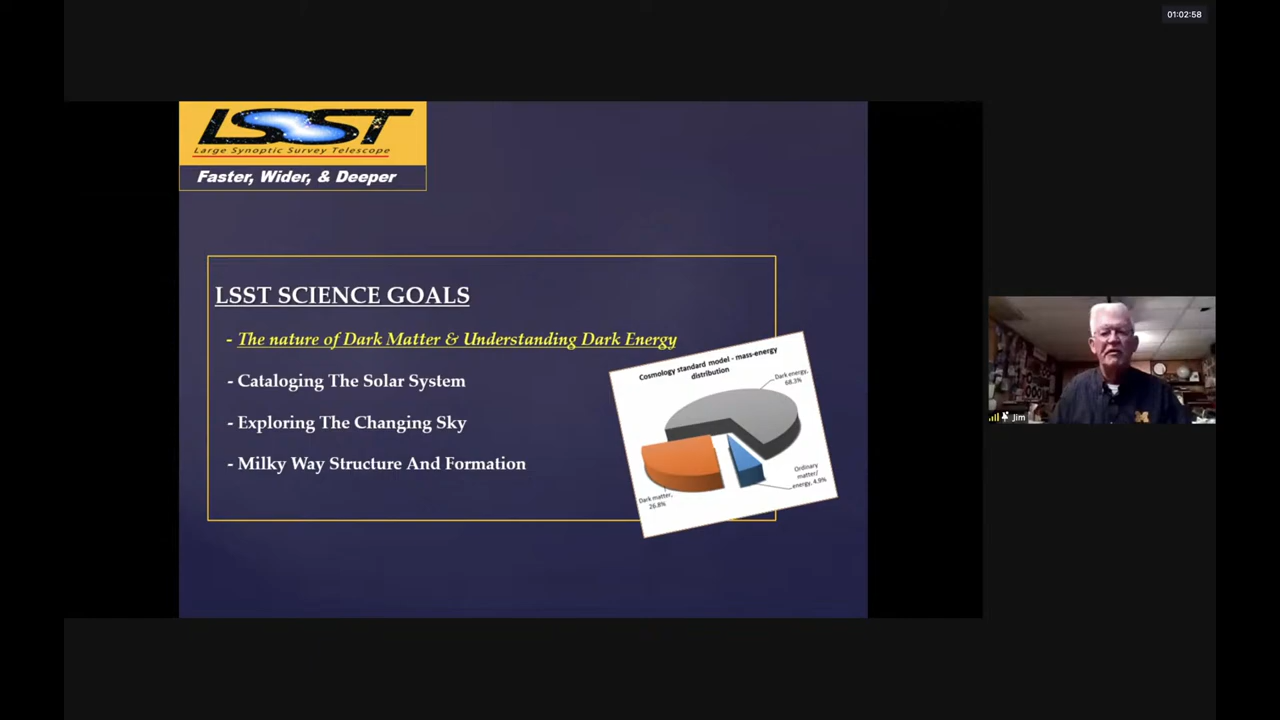 01:02:58
LSST
Large Synoptic Survey Telescope
Faster, Wider, & Deeper
LSST SCIENCE GOALS
- The nature of Dark Matter & Understanding Dark Energy
- Cataloging The Solar System
- Exploring The Changing Sky
- Milky Way Structure And Formation
Cosmology standard model - mass-energy
distribution
Dark energy,
68.3%
Ordinary
matter/
energy, 4.9%
Dark matter,
26.8%
Jim